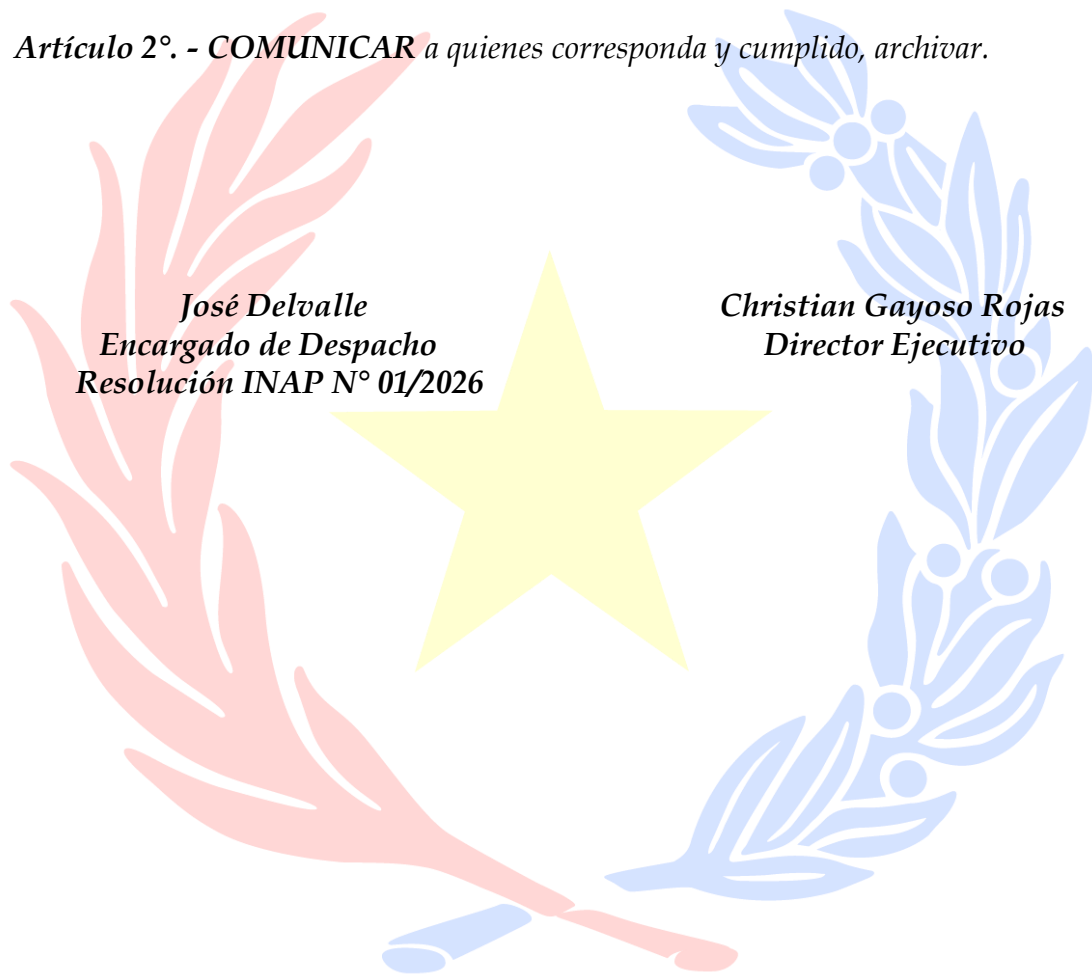 Artículo 2°. - COMUNICAR a quienes corresponda y cumplido, archivar.
José Delvalle
Encargado de Despacho
Resolución INAP N° 01/2026
Christian Gayoso Rojas
Director Ejecutivo